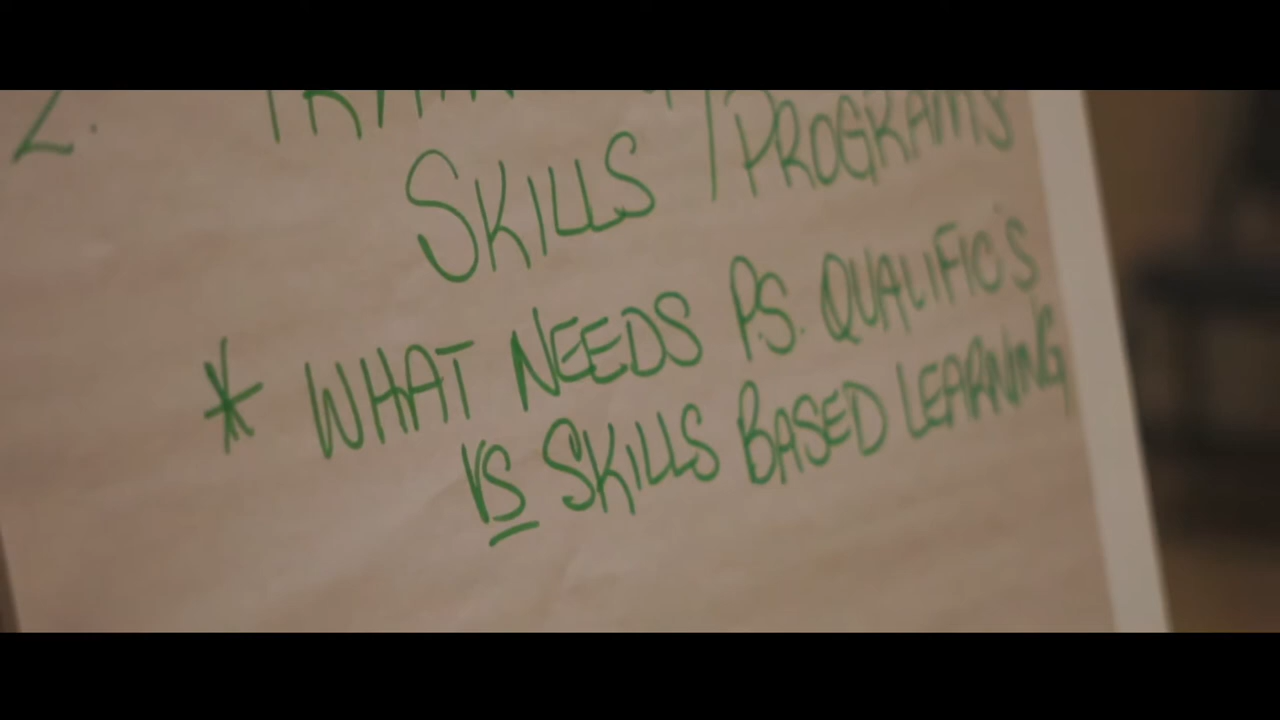 2.
SKILLS / PROGRAMS
* WHAT NEEDS P.S. QUALIFIC'S
VS SKILLS BASED LEARNING